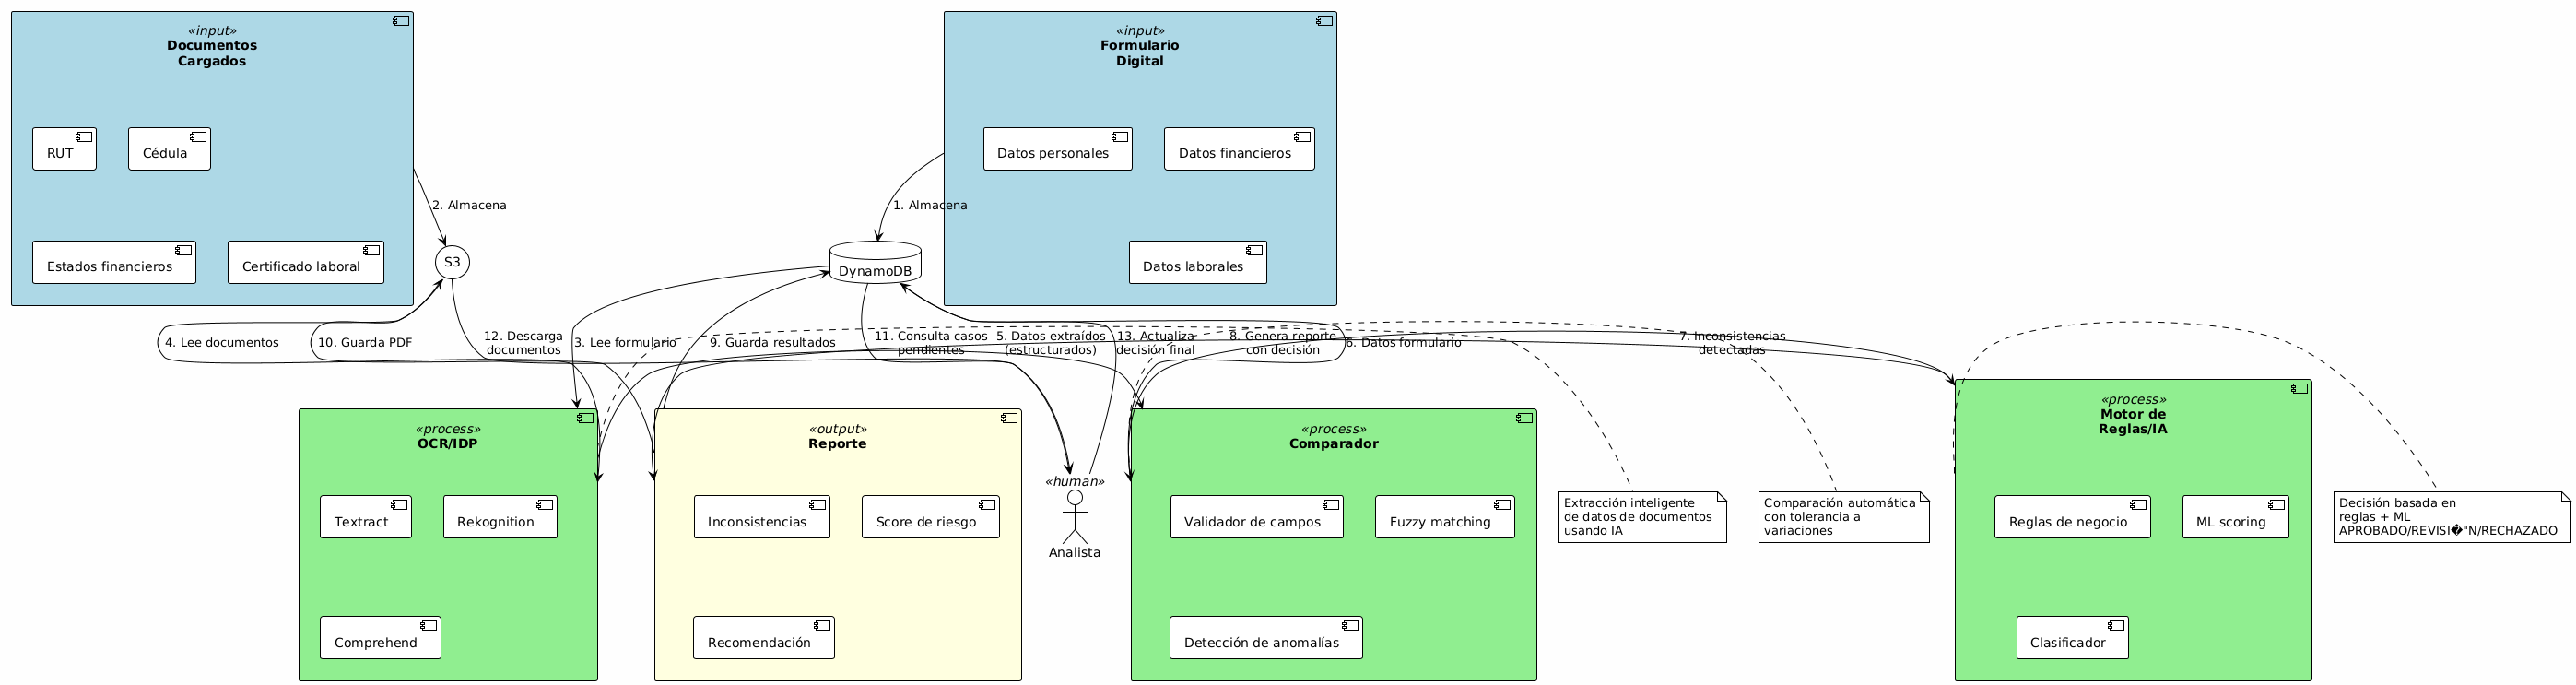 «input»
Documentos
Cargados
RUT
Cédula
Estados financieros
Certificado laboral
«input»
Formulario
Digital
Datos personales
Datos financieros
Datos laborales
2. Almacena
1. Almacena
S3
DynamoDB
4. Lee documentos
10. Guarda PDF
12. Descarga
documentos
3. Lee formulario
9. Guarda resultados
11. Consulta casos
pendientes
5. Datos extraídos
(estructurados)
13. Actualiza
decisión final
8. Genera reporte
con decisión
6. Datos formulario
7. Inconsistencias
detectadas
«process»
OCR/IDP
Textract
Rekognition
Comprehend
«output»
Reporte
Inconsistencias
Score de riesgo
Recomendación
«human»
Analista
«process»
Comparador
Validador de campos
Fuzzy matching
Detección de anomalías
Extracción inteligente
de datos de documentos
usando IA
Comparación automática
con tolerancia a
variaciones
«process»
Motor de
Reglas/IA
Reglas de negocio
ML scoring
Clasificador
Decisión basada en
reglas + ML
APROBADO/REVISI�"N/RECHAZADO